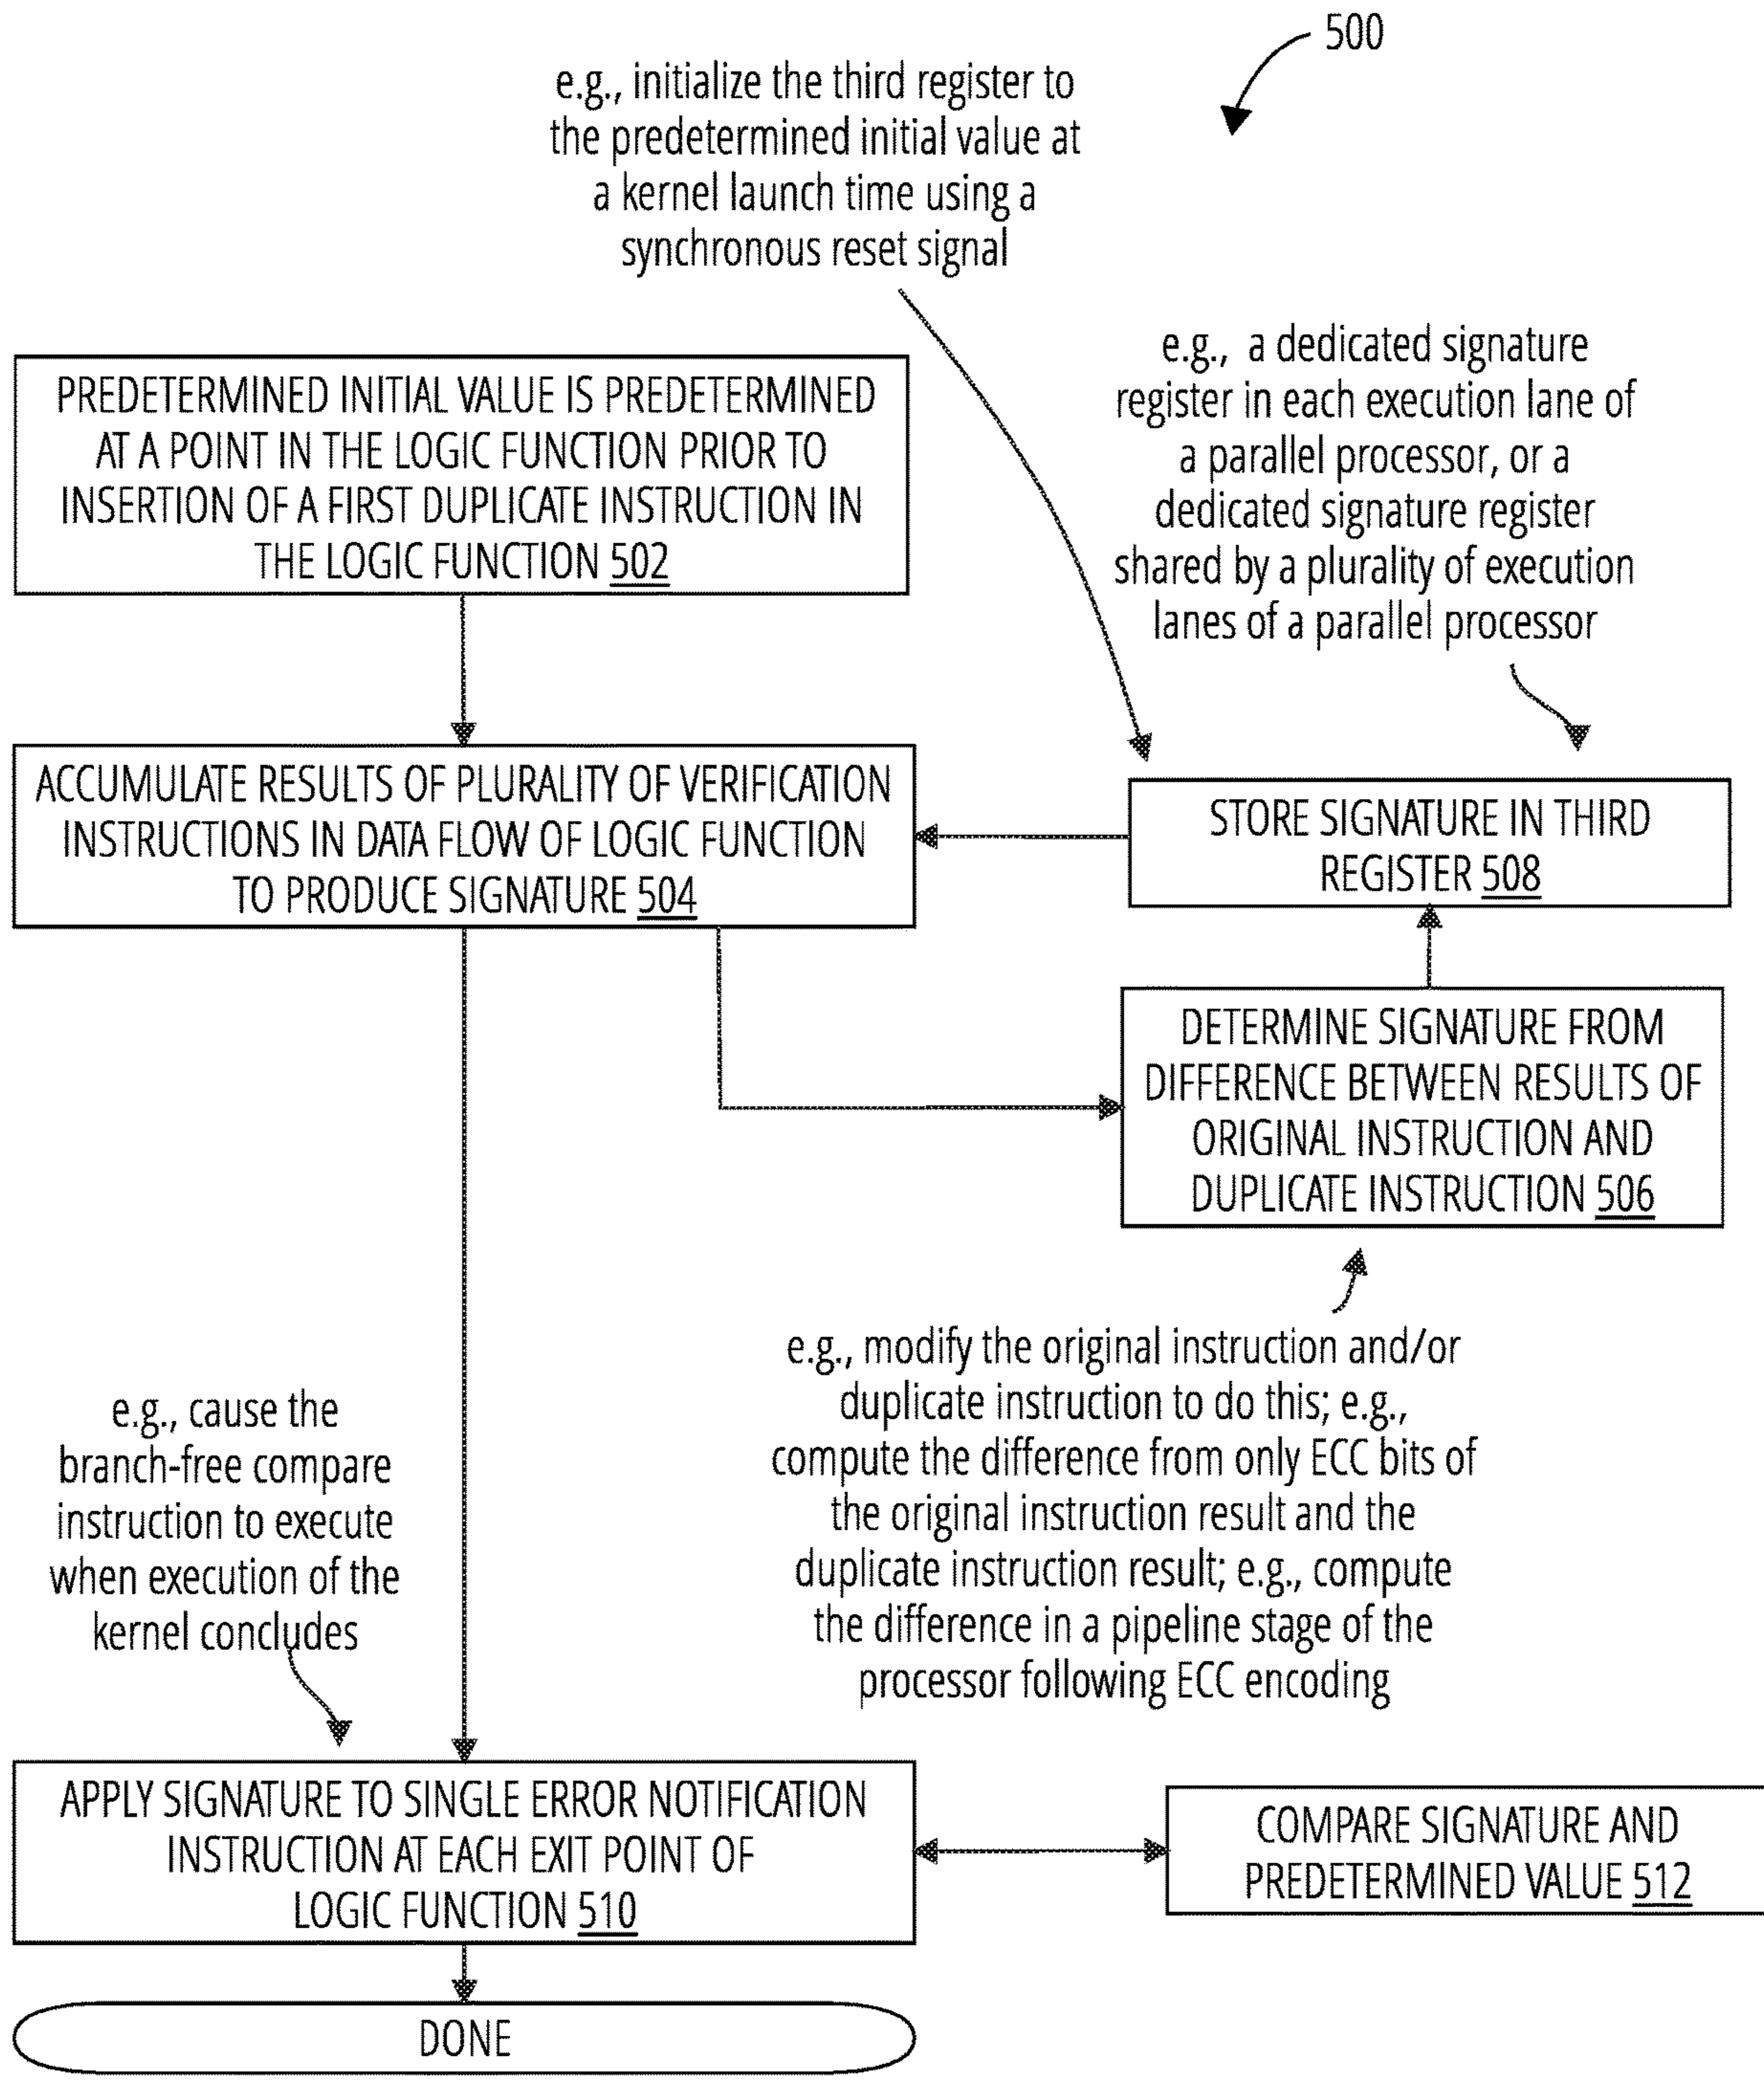 500
e.g., initialize the third register to
the predetermined initial value at
a kernel launch time using a
synchronous reset signal
e.g., a dedicated signature
register in each execution lane of
a parallel processor, or a
dedicated signature register
shared by a plurality of execution
lanes of a parallel processor
PREDETERMINED INITIAL VALUE IS PREDETERMINED
AT A POINT IN THE LOGIC FUNCTION PRIOR TO
INSERTION OF A FIRST DUPLICATE INSTRUCTION IN
THE LOGIC FUNCTION 502
ACCUMULATE RESULTS OF PLURALITY OF VERIFICATION
INSTRUCTIONS IN DATA FLOW OF LOGIC FUNCTION
TO PRODUCE SIGNATURE 504
STORE SIGNATURE IN THIRD
REGISTER 508
DETERMINE SIGNATURE FROM
DIFFERENCE BETWEEN RESULTS OF
ORIGINAL INSTRUCTION AND
DUPLICATE INSTRUCTION 506
e.g., modify the original instruction and/or
duplicate instruction to do this; e.g.,
compute the difference from only ECC bits of
the original instruction result and the
duplicate instruction result; e.g., compute
the difference in a pipeline stage of the
processor following ECC encoding
e.g., cause the
branch-free compare
instruction to execute
when execution of the
kernel concludes
APPLY SIGNATURE TO SINGLE ERROR NOTIFICATION
INSTRUCTION AT EACH EXIT POINT OF
LOGIC FUNCTION 510
COMPARE SIGNATURE AND
PREDETERMINED VALUE 512
DONE